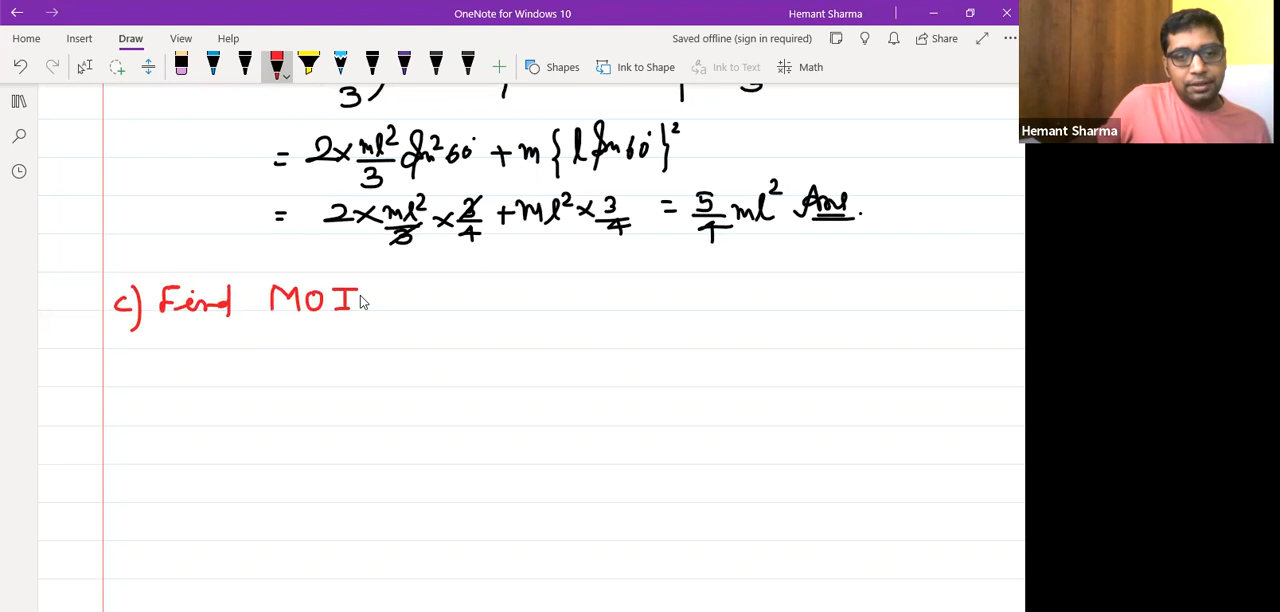 OneNote for Windows 10
Hemant Sharma
Home Insert Draw View Help
Saved offline (sign in required)
Share
Shapes
Ink to Shape
Ink to Text
Math
Hemant Sharma
3
= 2 × ml²/3 Sin²60° + m { l Sin 60° }²
= 2 × ml²/3 × 3/4 + ml² × 3/4 = 5/4 ml² Ans.
c) Find MOI